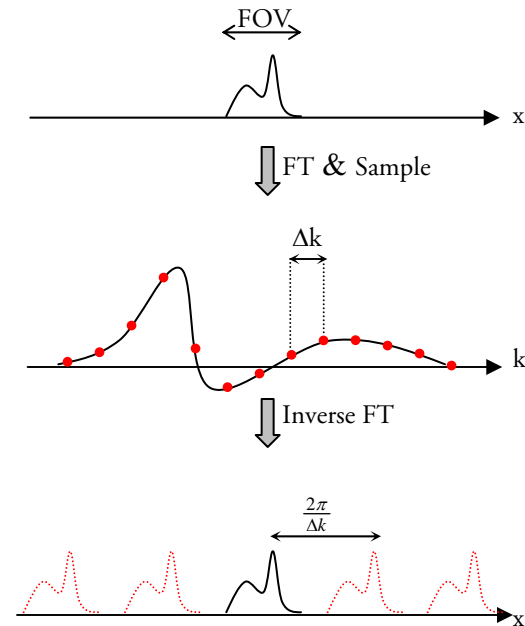 FOV
x
FT & Sample
Δk
k
Inverse FT
2π
Δk
x